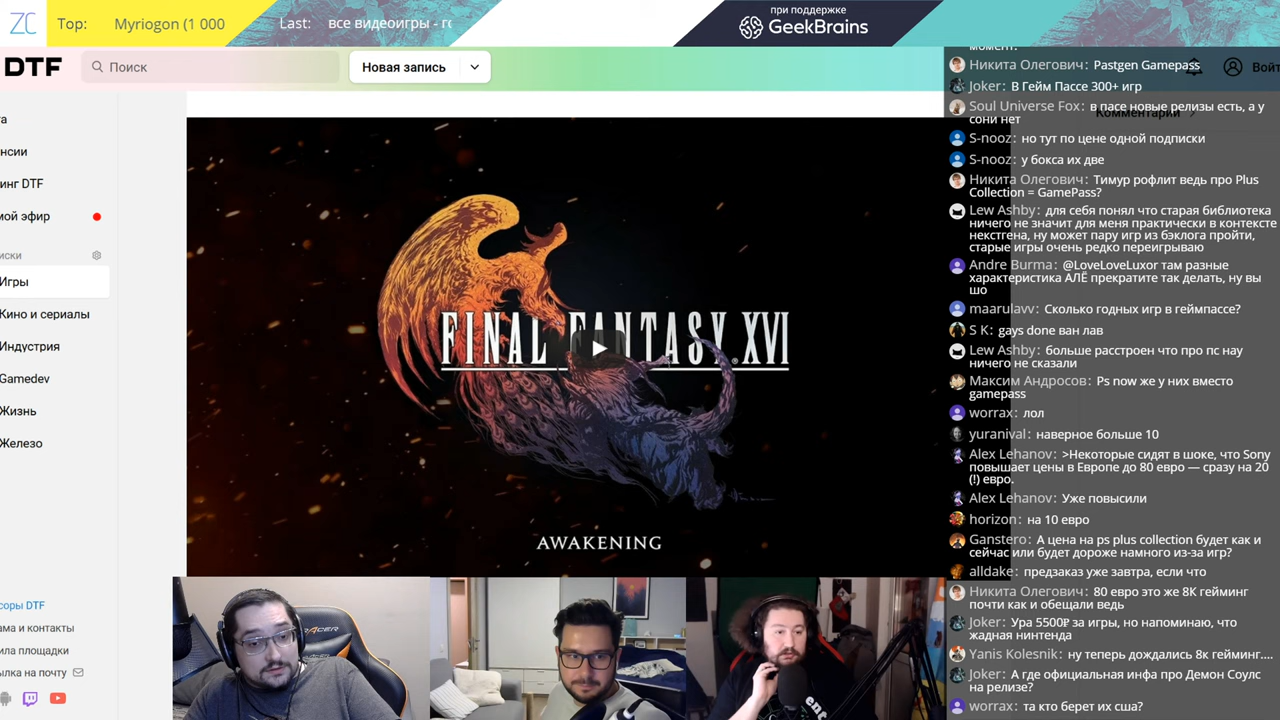 ZC
Top:
Myriogon (1 000
Last:
все видеоигры - го
при поддержке
GeekBrains
DTF
Поиск
Новая запись
Войт
Комментарии
та
нсии
инг DTF
мой эфир
иски
Игры
Кино и сериалы
Индустрия
Gamedev
Жизнь
Железо
соры DTF
ама и контакты
вила площадки
ылка на почту
FINAL FANTASY XVI
AWAKENING
RACER
момент.
Никита Олегович: Pastgen Gamepass
Joker: В Гейм Пассе 300+ игр
Soul Universe Fox: в пасе новые релизы есть, а у
сони нет
S-nooz: но тут по цене одной подписки
S-nooz: у бокса их две
Никита Олегович: Тимур рофлит ведь про Plus
Collection = GamePass?
Lew Ashby: для себя понял что старая библиотека
ничего не значит для меня практически в контексте
некстгена, ну может пару игр из бэклога пройти,
старые игры очень редко переигрываю
Andre Burma: @LoveLoveLuxor там разные
характеристика АЛЁ прекратите так делать, ну вы
шо
maarulavv: Сколько годных игр в геймпассе?
S K: gays done ван лав
Lew Ashby: больше расстроен что про пс нау
ничего не сказали
Максим Андросов: Ps now же у них вместо
gamepass
worrax: лол
yuranival: наверное больше 10
Alex Lehanov: >Некоторые сидят в шоке, что Sony
повышает цены в Европе до 80 евро — сразу на 20
(!) евро.
Alex Lehanov: Уже повысили
horizon: на 10 евро
Ganstero: А цена на ps plus collection будет как и
сейчас или будет дороже намного из-за игр?
alldake: предзаказ уже завтра, если что
Никита Олегович: 80 евро это же 8К гейминг
почти как и обещали ведь
Joker: Ура 5500₽ за игры, но напоминаю, что
жадная нинтенда
Yanis Kolesnik: ну теперь дождались 8к гейминг....
Joker: А где официальная инфа про Демон Соулс
на релизе?
worrax: та кто берет их сша?